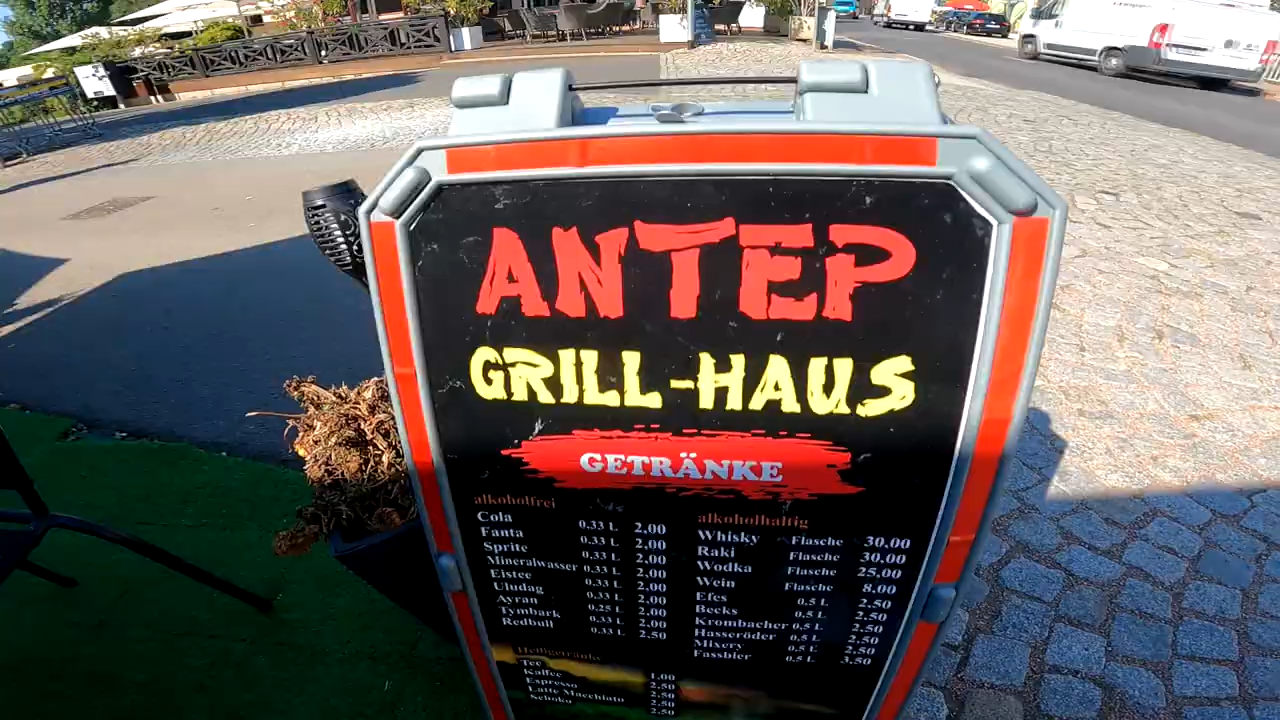 ANTEP
GRILL-HAUS
GETRÄNKE
alkoholfrei
Cola 0,33 L 2,00
Fanta 0,33 L 2,00
Sprite 0,33 L 2,00
Mineralwasser 0,33 L 2,00
Eistee 0,33 L 2,00
Uludag 0,33 L 2,00
Ayran 0,25 L 2,00
Tymbark 0,33 L 2,00
Redbull 0,33 L 2.50
Heißgetränke
Tee 1.00
Kaffee 2.50
Espresso 2.50
Latte Macchiato 2.50
Schoko 2.50
alkoholhaltig
Whisky Flasche 30,00
Raki Flasche 30,00
Wodka Flasche 25,00
Wein Flasche 8,00
Efes 0,5 L 2.50
Becks 0,5 L 2.50
Krombacher 0,5 L 2.50
Hasseröder 0,5 L 2.50
Mixery 0,5 L 2.50
Fassbier 0,5 L 3.50